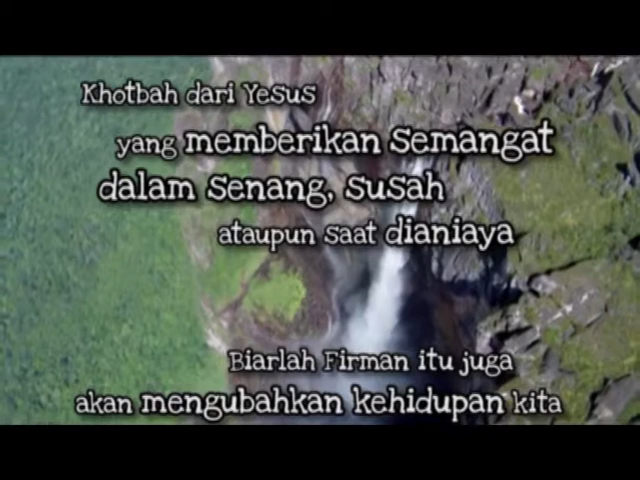 Khotbah dari Yesus
yang memberikan semangat
dalam senang, susah
ataupun saat dianiaya
Biarlah Firman itu juga
akan mengubahkan kehidupan kita